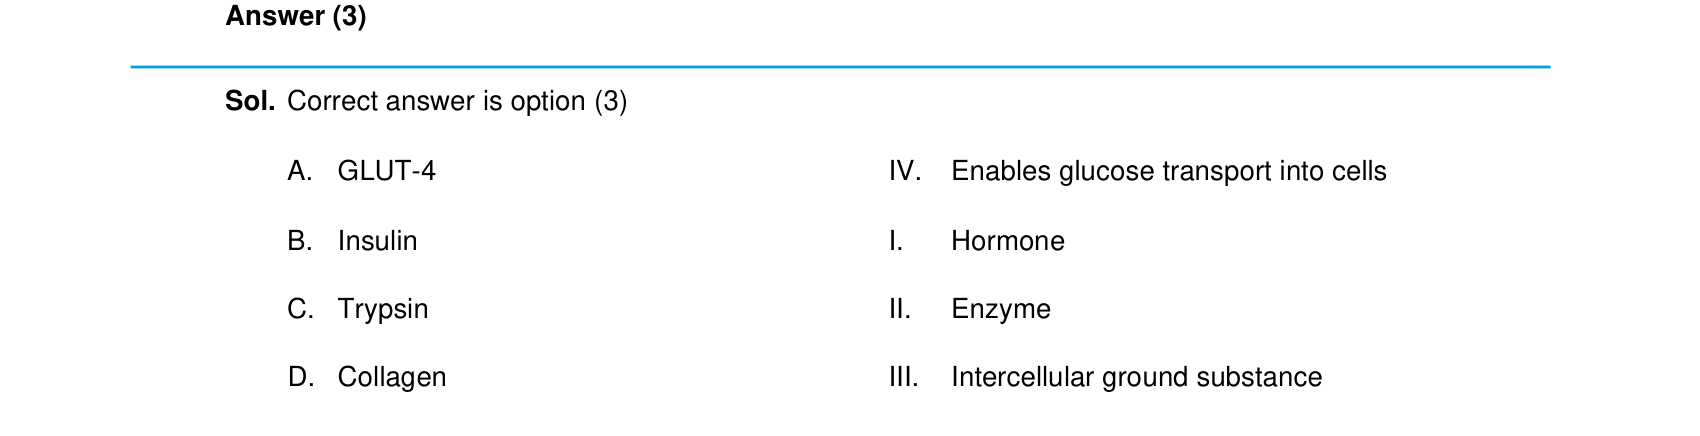 Answer (3)
Sol. Correct answer is option (3)
A. GLUT-4 IV. Enables glucose transport into cells
B. Insulin I. Hormone
C. Trypsin II. Enzyme
D. Collagen III. Intercellular ground substance